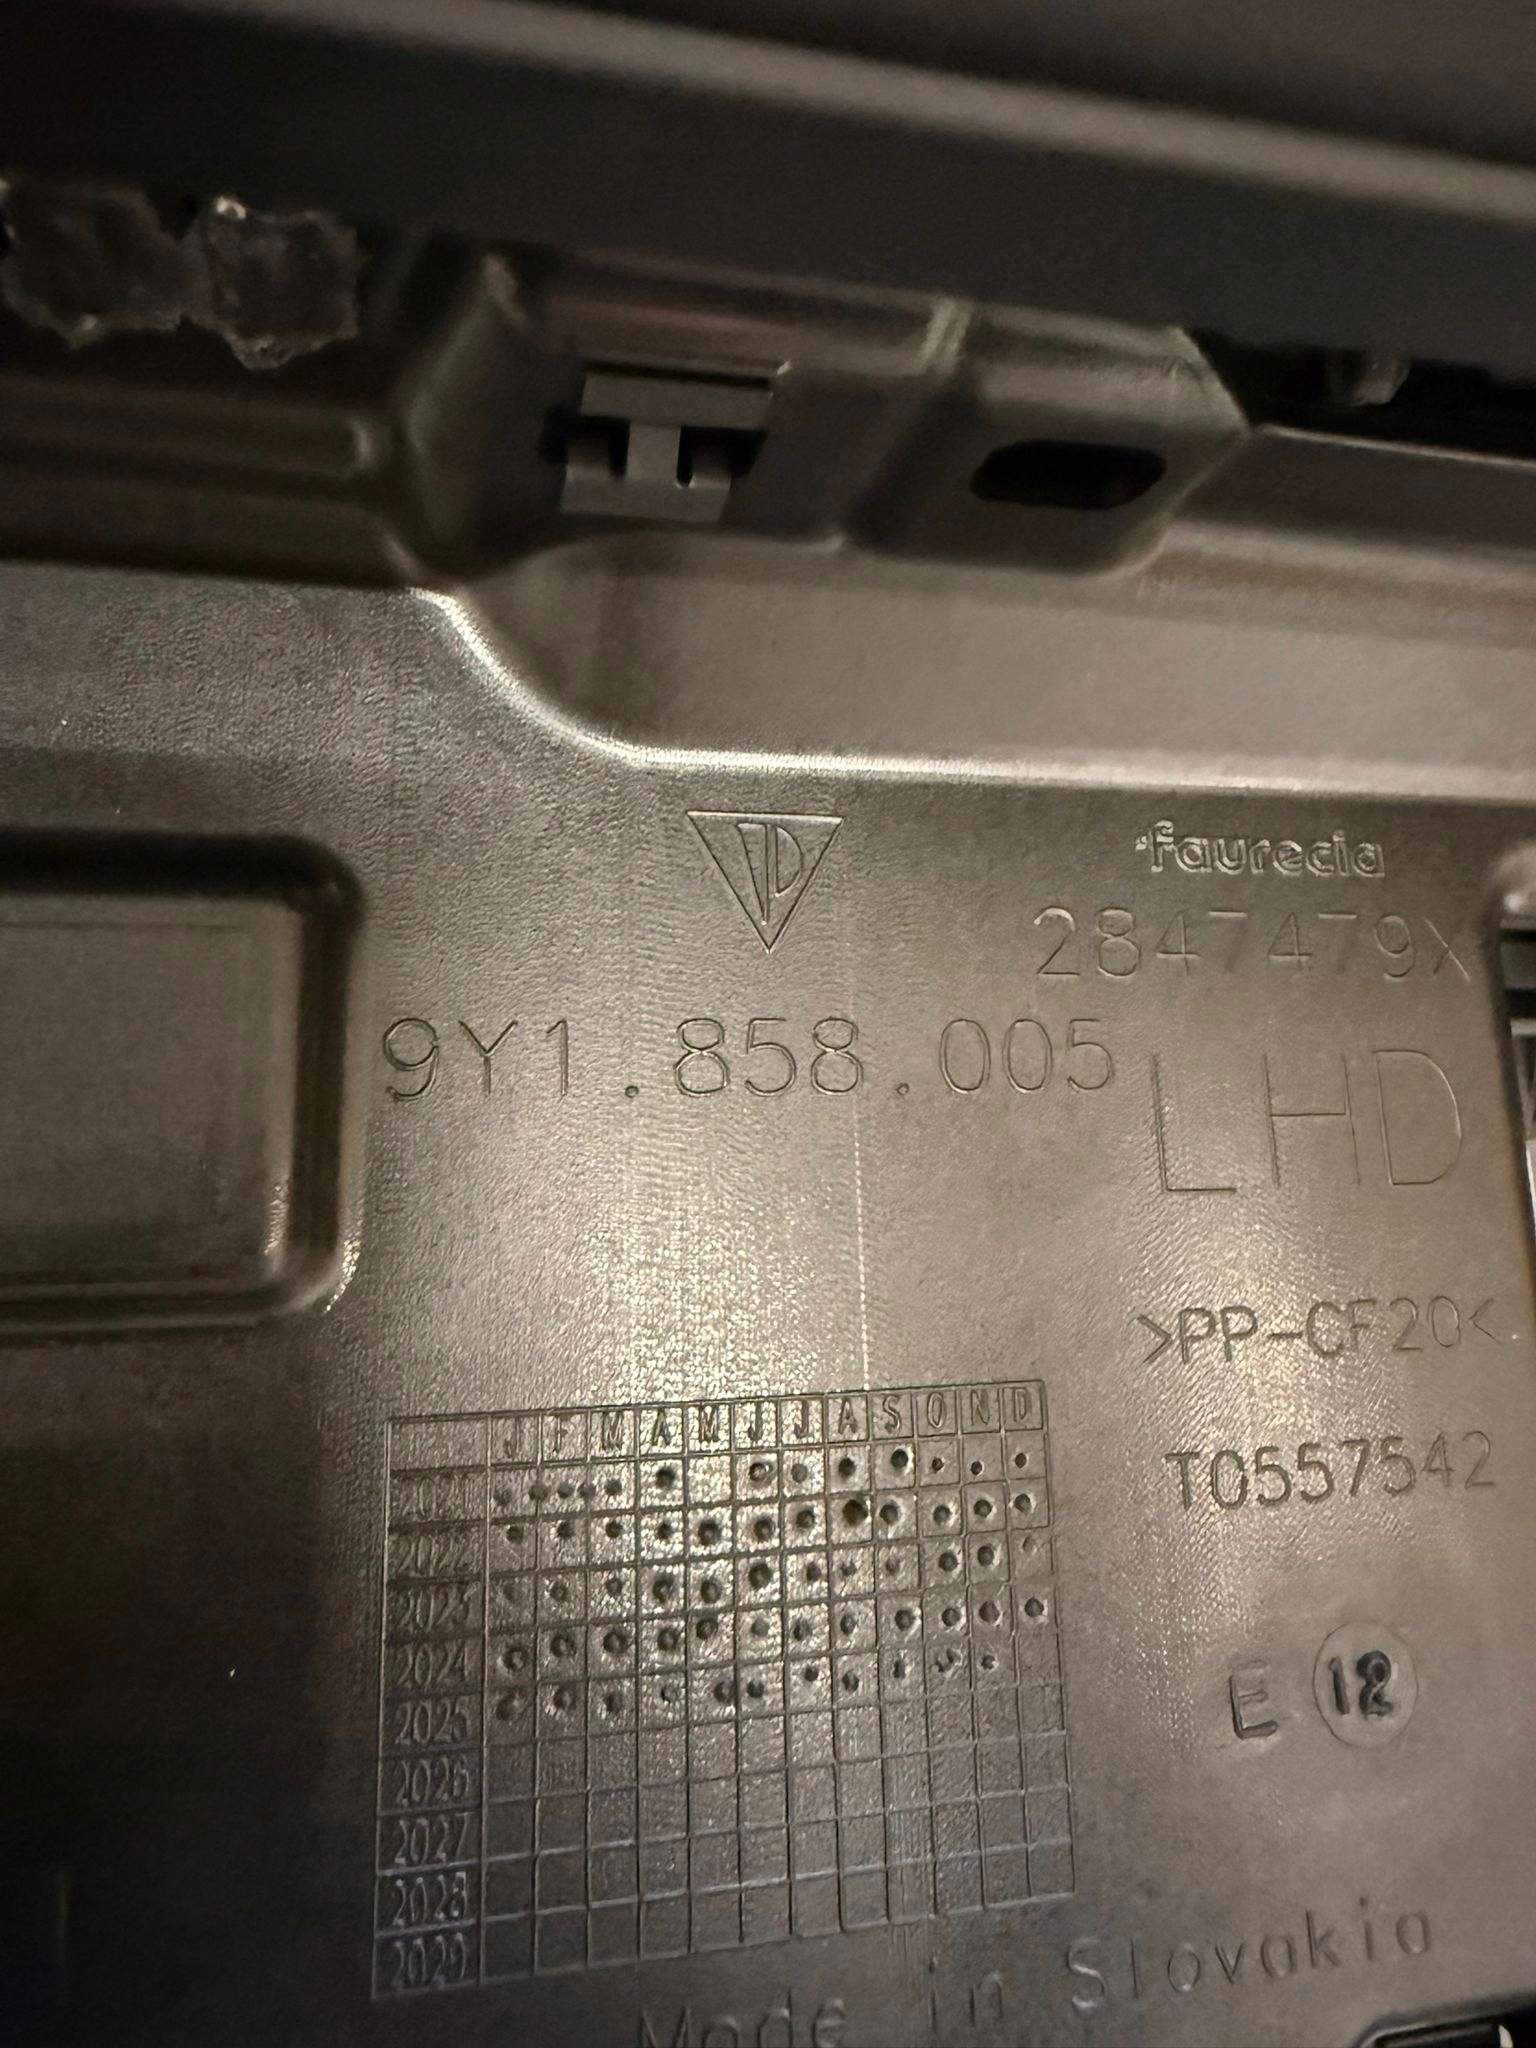 faurecia
2847479X
9Y1.858.005
LHD
>PP-CF20<
J F M A M J J A S O N D
2021
2022
2023
2024
2025
2026
2027
2028
2029
T0557542
E 12
Made in Slovakia